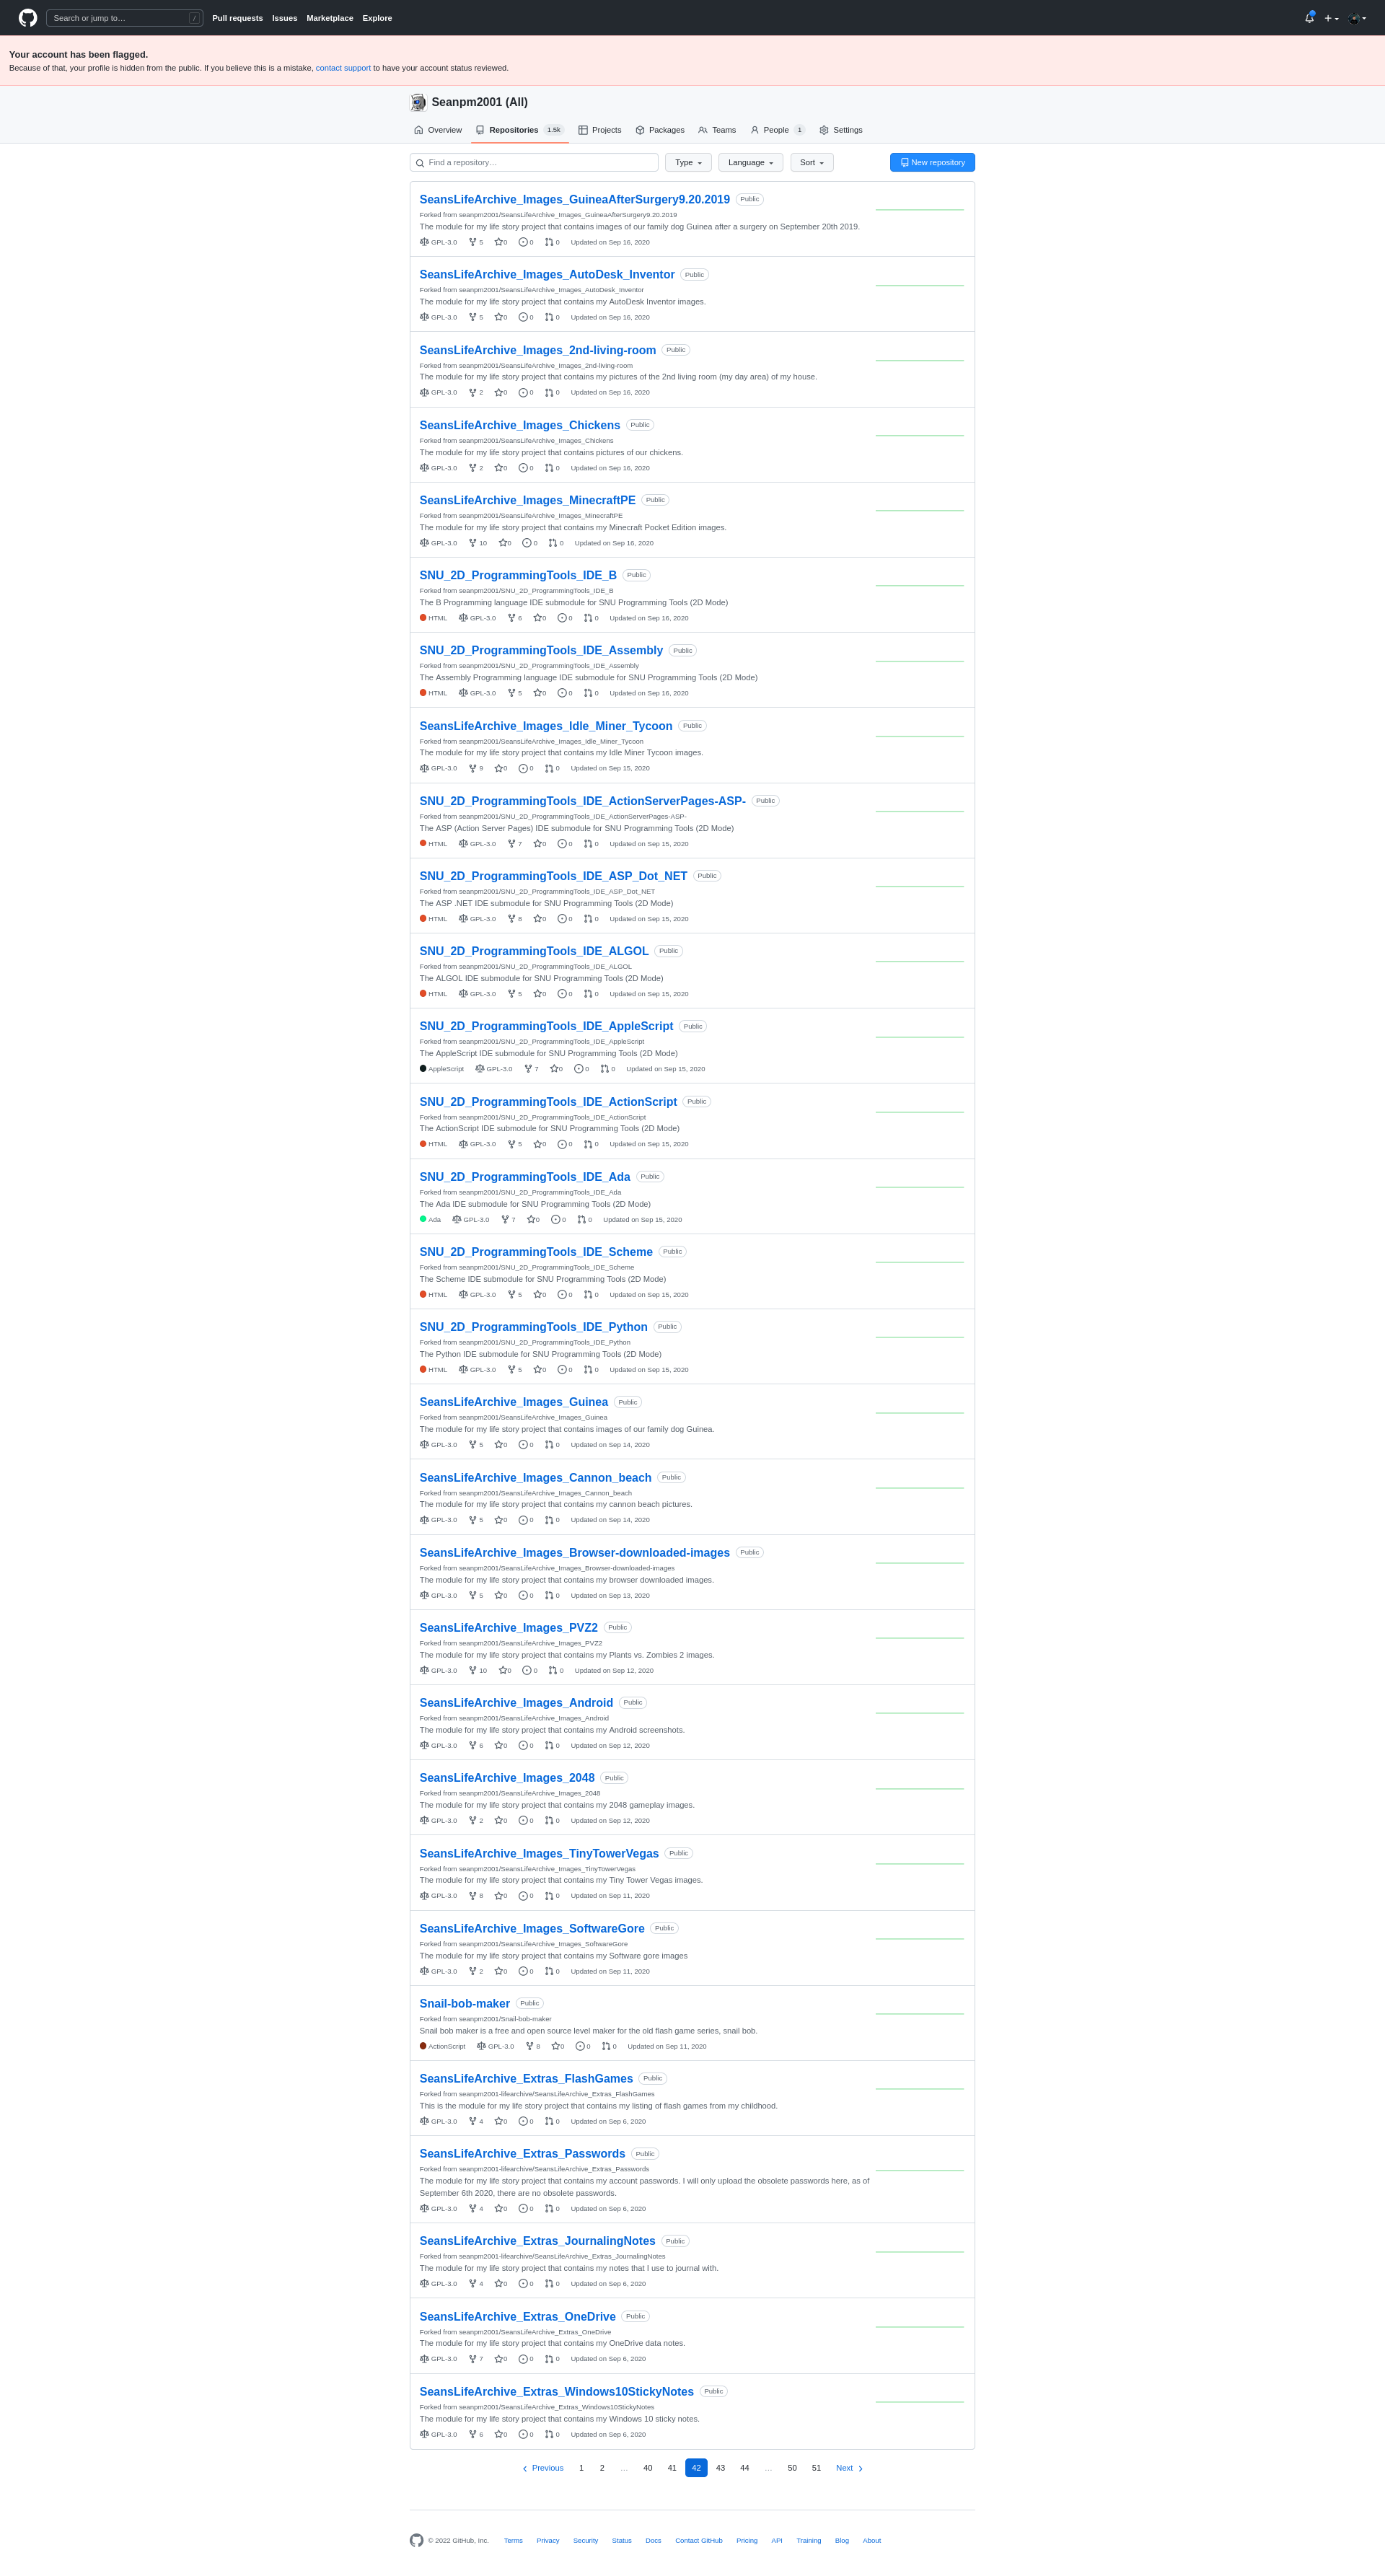 Search or jump to… /
Pull requests Issues Marketplace Explore
Your account has been flagged.
Because of that, your profile is hidden from the public. If you believe this is a mistake, contact support to have your account status reviewed.
Seanpm2001 (All)
Overview Repositories 1.5k Projects Packages Teams People 1 Settings
Find a repository… Type Language Sort New repository
SeansLifeArchive_Images_GuineaAfterSurgery9.20.2019 Public
Forked from seanpm2001/SeansLifeArchive_Images_GuineaAfterSurgery9.20.2019
The module for my life story project that contains images of our family dog Guinea after a surgery on September 20th 2019.
GPL-3.0 5 0 0 0 Updated on Sep 16, 2020
SeansLifeArchive_Images_AutoDesk_Inventor Public
Forked from seanpm2001/SeansLifeArchive_Images_AutoDesk_Inventor
The module for my life story project that contains my AutoDesk Inventor images.
GPL-3.0 5 0 0 0 Updated on Sep 16, 2020
SeansLifeArchive_Images_2nd-living-room Public
Forked from seanpm2001/SeansLifeArchive_Images_2nd-living-room
The module for my life story project that contains my pictures of the 2nd living room (my day area) of my house.
GPL-3.0 2 0 0 0 Updated on Sep 16, 2020
SeansLifeArchive_Images_Chickens Public
Forked from seanpm2001/SeansLifeArchive_Images_Chickens
The module for my life story project that contains pictures of our chickens.
GPL-3.0 2 0 0 0 Updated on Sep 16, 2020
SeansLifeArchive_Images_MinecraftPE Public
Forked from seanpm2001/SeansLifeArchive_Images_MinecraftPE
The module for my life story project that contains my Minecraft Pocket Edition images.
GPL-3.0 10 0 0 0 Updated on Sep 16, 2020
SNU_2D_ProgrammingTools_IDE_B Public
Forked from seanpm2001/SNU_2D_ProgrammingTools_IDE_B
The B Programming language IDE submodule for SNU Programming Tools (2D Mode)
HTML GPL-3.0 6 0 0 0 Updated on Sep 16, 2020
SNU_2D_ProgrammingTools_IDE_Assembly Public
Forked from seanpm2001/SNU_2D_ProgrammingTools_IDE_Assembly
The Assembly Programming language IDE submodule for SNU Programming Tools (2D Mode)
HTML GPL-3.0 5 0 0 0 Updated on Sep 16, 2020
SeansLifeArchive_Images_Idle_Miner_Tycoon Public
Forked from seanpm2001/SeansLifeArchive_Images_Idle_Miner_Tycoon
The module for my life story project that contains my Idle Miner Tycoon images.
GPL-3.0 9 0 0 0 Updated on Sep 15, 2020
SNU_2D_ProgrammingTools_IDE_ActionServerPages-ASP- Public
Forked from seanpm2001/SNU_2D_ProgrammingTools_IDE_ActionServerPages-ASP-
The ASP (Action Server Pages) IDE submodule for SNU Programming Tools (2D Mode)
HTML GPL-3.0 7 0 0 0 Updated on Sep 15, 2020
SNU_2D_ProgrammingTools_IDE_ASP_Dot_NET Public
Forked from seanpm2001/SNU_2D_ProgrammingTools_IDE_ASP_Dot_NET
The ASP .NET IDE submodule for SNU Programming Tools (2D Mode)
HTML GPL-3.0 8 0 0 0 Updated on Sep 15, 2020
SNU_2D_ProgrammingTools_IDE_ALGOL Public
Forked from seanpm2001/SNU_2D_ProgrammingTools_IDE_ALGOL
The ALGOL IDE submodule for SNU Programming Tools (2D Mode)
HTML GPL-3.0 5 0 0 0 Updated on Sep 15, 2020
SNU_2D_ProgrammingTools_IDE_AppleScript Public
Forked from seanpm2001/SNU_2D_ProgrammingTools_IDE_AppleScript
The AppleScript IDE submodule for SNU Programming Tools (2D Mode)
AppleScript GPL-3.0 7 0 0 0 Updated on Sep 15, 2020
SNU_2D_ProgrammingTools_IDE_ActionScript Public
Forked from seanpm2001/SNU_2D_ProgrammingTools_IDE_ActionScript
The ActionScript IDE submodule for SNU Programming Tools (2D Mode)
HTML GPL-3.0 5 0 0 0 Updated on Sep 15, 2020
SNU_2D_ProgrammingTools_IDE_Ada Public
Forked from seanpm2001/SNU_2D_ProgrammingTools_IDE_Ada
The Ada IDE submodule for SNU Programming Tools (2D Mode)
Ada GPL-3.0 7 0 0 0 Updated on Sep 15, 2020
SNU_2D_ProgrammingTools_IDE_Scheme Public
Forked from seanpm2001/SNU_2D_ProgrammingTools_IDE_Scheme
The Scheme IDE submodule for SNU Programming Tools (2D Mode)
HTML GPL-3.0 5 0 0 0 Updated on Sep 15, 2020
SNU_2D_ProgrammingTools_IDE_Python Public
Forked from seanpm2001/SNU_2D_ProgrammingTools_IDE_Python
The Python IDE submodule for SNU Programming Tools (2D Mode)
HTML GPL-3.0 5 0 0 0 Updated on Sep 15, 2020
SeansLifeArchive_Images_Guinea Public
Forked from seanpm2001/SeansLifeArchive_Images_Guinea
The module for my life story project that contains images of our family dog Guinea.
GPL-3.0 5 0 0 0 Updated on Sep 14, 2020
SeansLifeArchive_Images_Cannon_beach Public
Forked from seanpm2001/SeansLifeArchive_Images_Cannon_beach
The module for my life story project that contains my cannon beach pictures.
GPL-3.0 5 0 0 0 Updated on Sep 14, 2020
SeansLifeArchive_Images_Browser-downloaded-images Public
Forked from seanpm2001/SeansLifeArchive_Images_Browser-downloaded-images
The module for my life story project that contains my browser downloaded images.
GPL-3.0 5 0 0 0 Updated on Sep 13, 2020
SeansLifeArchive_Images_PVZ2 Public
Forked from seanpm2001/SeansLifeArchive_Images_PVZ2
The module for my life story project that contains my Plants vs. Zombies 2 images.
GPL-3.0 10 0 0 0 Updated on Sep 12, 2020
SeansLifeArchive_Images_Android Public
Forked from seanpm2001/SeansLifeArchive_Images_Android
The module for my life story project that contains my Android screenshots.
GPL-3.0 6 0 0 0 Updated on Sep 12, 2020
SeansLifeArchive_Images_2048 Public
Forked from seanpm2001/SeansLifeArchive_Images_2048
The module for my life story project that contains my 2048 gameplay images.
GPL-3.0 2 0 0 0 Updated on Sep 12, 2020
SeansLifeArchive_Images_TinyTowerVegas Public
Forked from seanpm2001/SeansLifeArchive_Images_TinyTowerVegas
The module for my life story project that contains my Tiny Tower Vegas images.
GPL-3.0 8 0 0 0 Updated on Sep 11, 2020
SeansLifeArchive_Images_SoftwareGore Public
Forked from seanpm2001/SeansLifeArchive_Images_SoftwareGore
The module for my life story project that contains my Software gore images
GPL-3.0 2 0 0 0 Updated on Sep 11, 2020
Snail-bob-maker Public
Forked from seanpm2001/Snail-bob-maker
Snail bob maker is a free and open source level maker for the old flash game series, snail bob.
ActionScript GPL-3.0 8 0 0 0 Updated on Sep 11, 2020
SeansLifeArchive_Extras_FlashGames Public
Forked from seanpm2001-lifearchive/SeansLifeArchive_Extras_FlashGames
This is the module for my life story project that contains my listing of flash games from my childhood.
GPL-3.0 4 0 0 0 Updated on Sep 6, 2020
SeansLifeArchive_Extras_Passwords Public
Forked from seanpm2001-lifearchive/SeansLifeArchive_Extras_Passwords
The module for my life story project that contains my account passwords. I will only upload the obsolete passwords here, as of
September 6th 2020, there are no obsolete passwords.
GPL-3.0 4 0 0 0 Updated on Sep 6, 2020
SeansLifeArchive_Extras_JournalingNotes Public
Forked from seanpm2001-lifearchive/SeansLifeArchive_Extras_JournalingNotes
The module for my life story project that contains my notes that I use to journal with.
GPL-3.0 4 0 0 0 Updated on Sep 6, 2020
SeansLifeArchive_Extras_OneDrive Public
Forked from seanpm2001/SeansLifeArchive_Extras_OneDrive
The module for my life story project that contains my OneDrive data notes.
GPL-3.0 7 0 0 0 Updated on Sep 6, 2020
SeansLifeArchive_Extras_Windows10StickyNotes Public
Forked from seanpm2001/SeansLifeArchive_Extras_Windows10StickyNotes
The module for my life story project that contains my Windows 10 sticky notes.
GPL-3.0 6 0 0 0 Updated on Sep 6, 2020
Previous 1 2 … 40 41 42 43 44 … 50 51 Next
© 2022 GitHub, Inc. Terms Privacy Security Status Docs Contact GitHub Pricing API Training Blog About